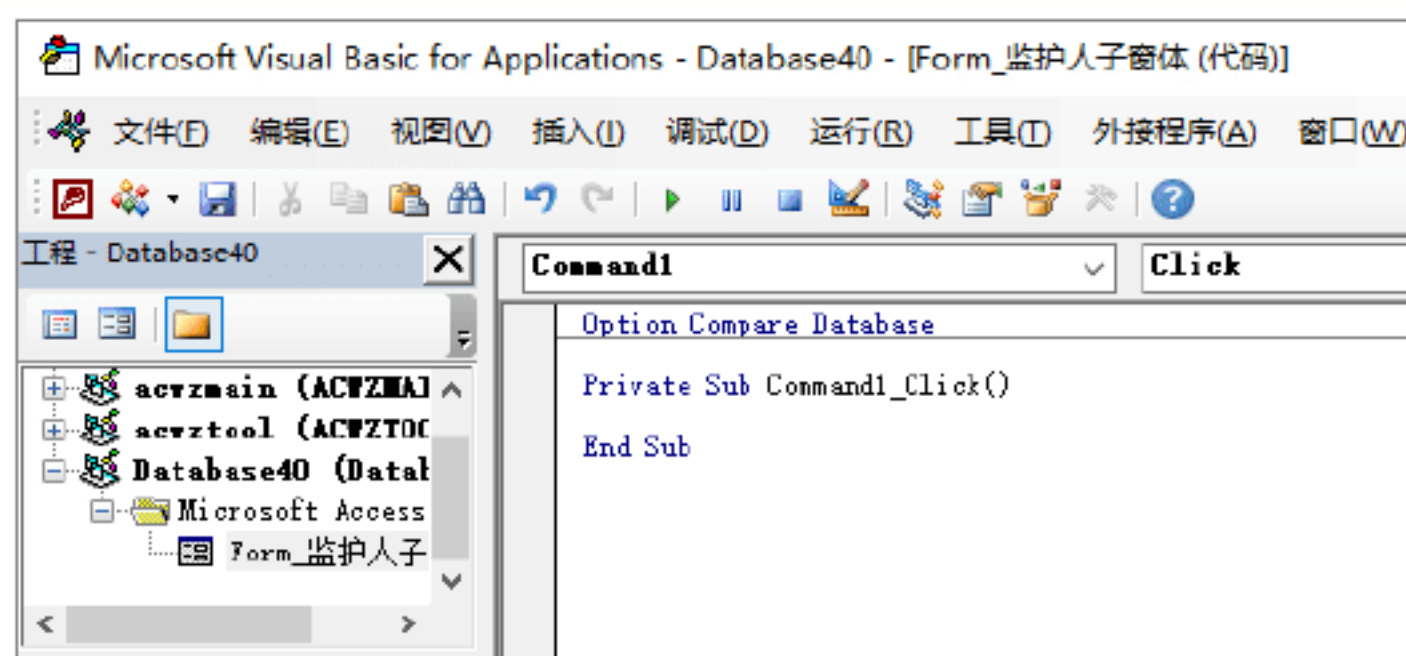 Microsoft Visual Basic for Applications - Database40 - [Form_监护人子窗体 (代码)]
文件(F) 编辑(E) 视图(V) 插入(I) 调试(D) 运行(R) 工具(T) 外接程序(A) 窗口(W)
工程 - Database40
acwzmain (ACWZMAI
acwztool (ACWZTOO
Database40 (Datab
Microsoft Access
Form_监护人子
Command1
Click
Option Compare Database
Private Sub Command1_Click()
End Sub